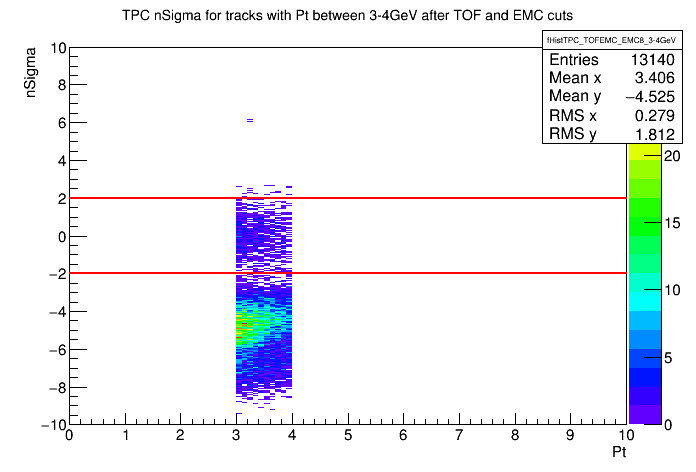 TPC nSigma for tracks with Pt between 3-4GeV after TOF and EMC cuts
fHistTPC_TOFEMC_EMC8_3-4GeV
Entries 13140
Mean x 3.406
Mean y −4.525
RMS x 0.279
RMS y 1.812
nSigma
10
8
6
4
2
0
−2
−4
−6
−8
−10
0 1 2 3 4 5 6 7 8 9 10
Pt
20
15
10
5
0